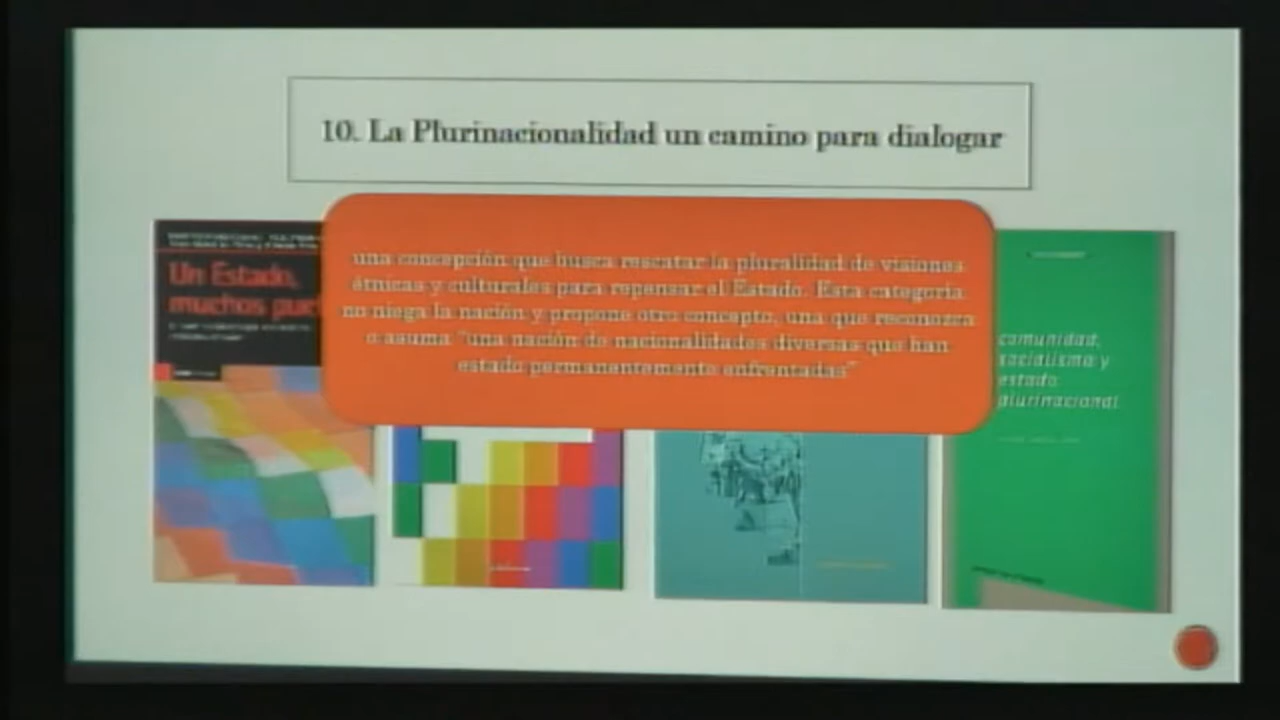 10. La Plurinacionalidad un camino para dialogar
una concepción que busca rescatar la pluralidad de visiones
étnicas y culturales para repensar el Estado. Esta categoría
no niega la nación y propone otro concepto, una que reconozca
o asuma “una nación de nacionalidades diversas que han
estado permanentemente enfrentadas”
Un Estado,
muchos pue
comunidad,
socialismo y
estado
plurinacional